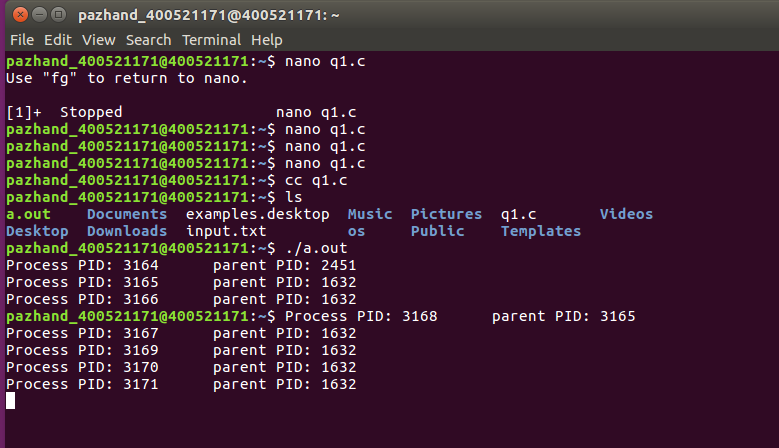 pazhand_400521171@400521171: ~
File Edit View Search Terminal Help
pazhand_400521171@400521171:~$ nano q1.c
Use "fg" to return to nano.
[1]+  Stopped                 nano q1.c
pazhand_400521171@400521171:~$ nano q1.c
pazhand_400521171@400521171:~$ nano q1.c
pazhand_400521171@400521171:~$ nano q1.c
pazhand_400521171@400521171:~$ cc q1.c
pazhand_400521171@400521171:~$ ls
a.out    Documents  examples.desktop  Music  Pictures  q1.c       Videos
Desktop  Downloads  input.txt         os     Public    Templates
pazhand_400521171@400521171:~$ ./a.out
Process PID: 3164      parent PID: 2451
Process PID: 3165      parent PID: 1632
Process PID: 3166      parent PID: 1632
pazhand_400521171@400521171:~$ Process PID: 3168      parent PID: 3165
Process PID: 3167      parent PID: 1632
Process PID: 3169      parent PID: 1632
Process PID: 3170      parent PID: 1632
Process PID: 3171      parent PID: 1632